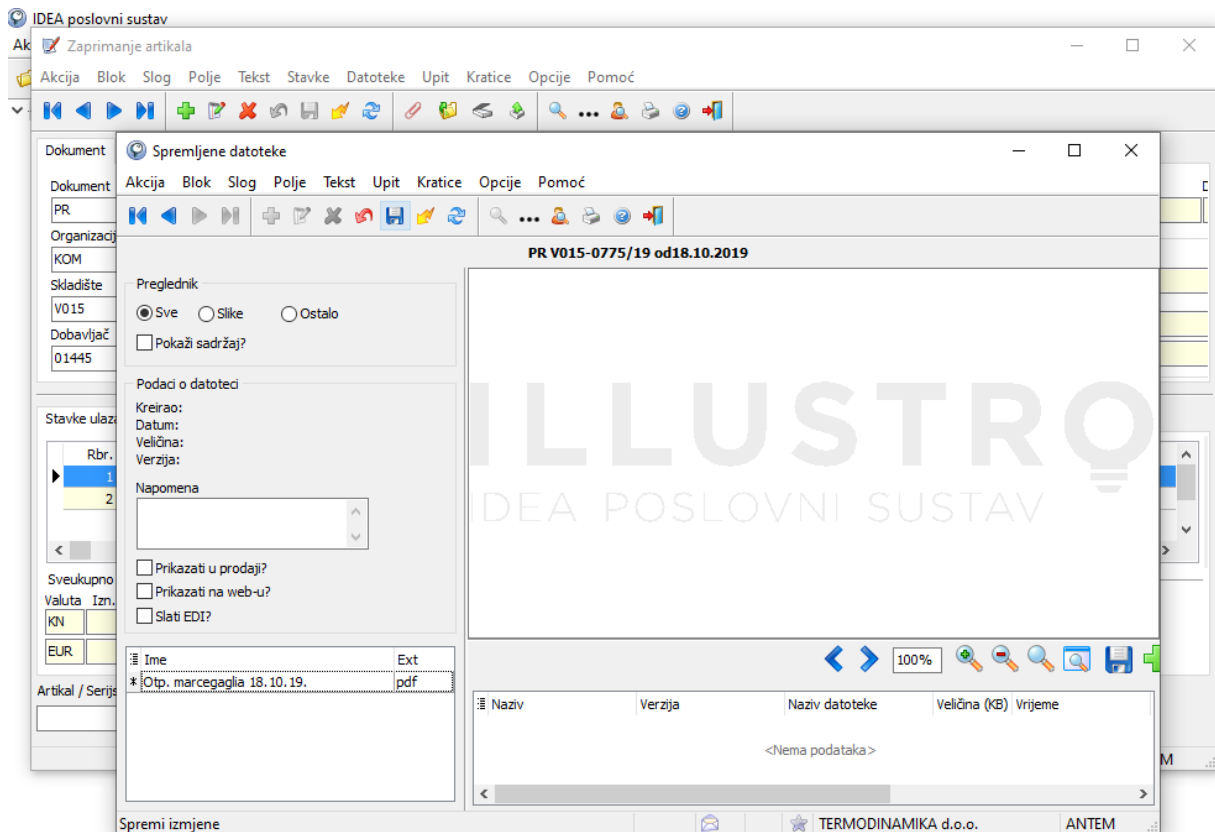 IDEA poslovni sustav
Ak
Zaprimanje artikala
Akcija Blok Slog Polje Tekst Stavke Datoteke Upit Kratice Opcije Pomoć
Dokument
Dokument
PR
Organizacij
KOM
Skladište
V015
Dobavljač
01445
Stavke ulaza
Rbr.
1
2
Sveukupno
Valuta Izn.
KN
EUR
Artikal / Serijs
Spremljene datoteke
Akcija Blok Slog Polje Tekst Upit Kratice Opcije Pomoć
PR V015-0775/19 od18.10.2019
Preglednik
Sve Slike Ostalo
Pokaži sadržaj?
Podaci o datoteci
Kreirao:
Datum:
Veličina:
Verzija:
Napomena
Prikazati u prodaji?
Prikazati na web-u?
Slati EDI?
Ime Ext
* Otp. marcegaglia 18.10.19. pdf
ILLUSTRO
IDEA POSLOVNI SUSTAV
100%
Naziv Verzija Naziv datoteke Veličina (KB) Vrijeme
<Nema podataka>
Spremi izmjene TERMODINAMIKA d.o.o. ANTEM
M